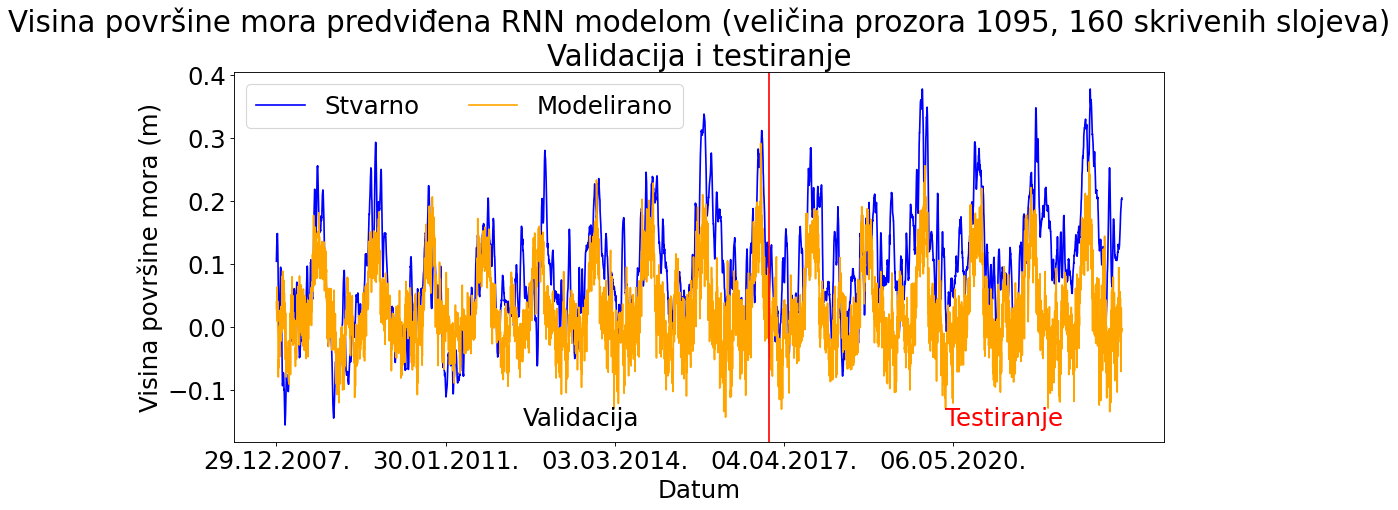 Visina površine mora predviđena RNN modelom (veličina prozora 1095, 160 skrivenih slojeva)
Validacija i testiranje
Stvarno
Modelirano
Visina površine mora (m)
0.4
0.3
0.2
0.1
0.0
−0.1
Validacija
Testiranje
29.12.2007.
30.01.2011.
03.03.2014.
04.04.2017.
06.05.2020.
Datum